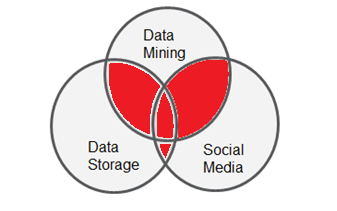 Data
Mining
Data
Storage
Social
Media